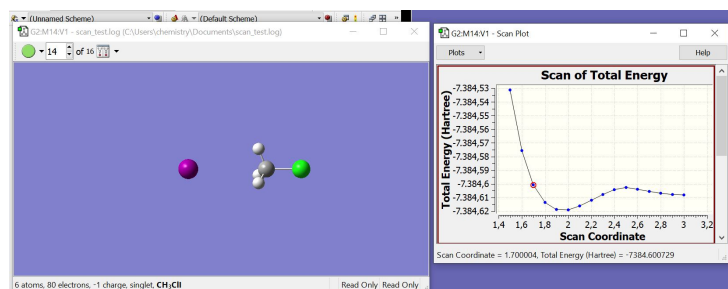 (Unnamed Scheme)
(Default Scheme)
»
G2:M14:V1 - scan_test.log (C:\Users\chemistry\Documents\scan_test.log)
14 of 16
6 atoms, 80 electrons, -1 charge, singlet, CH₃ClI
Read Only Read Only
G2:M14:V1 - Scan Plot
Plots Help
Scan of Total Energy
Total Energy (Hartree)
-7.384,53
-7.384,54
-7.384,55
-7.384,56
-7.384,57
-7.384,58
-7.384,59
-7.384,6
-7.384,61
-7.384,62
1,4 1,6 1,8 2 2,2 2,4 2,6 2,8 3 3,2
Scan Coordinate
Scan Coordinate = 1.700004, Total Energy (Hartree) = -7384.600729